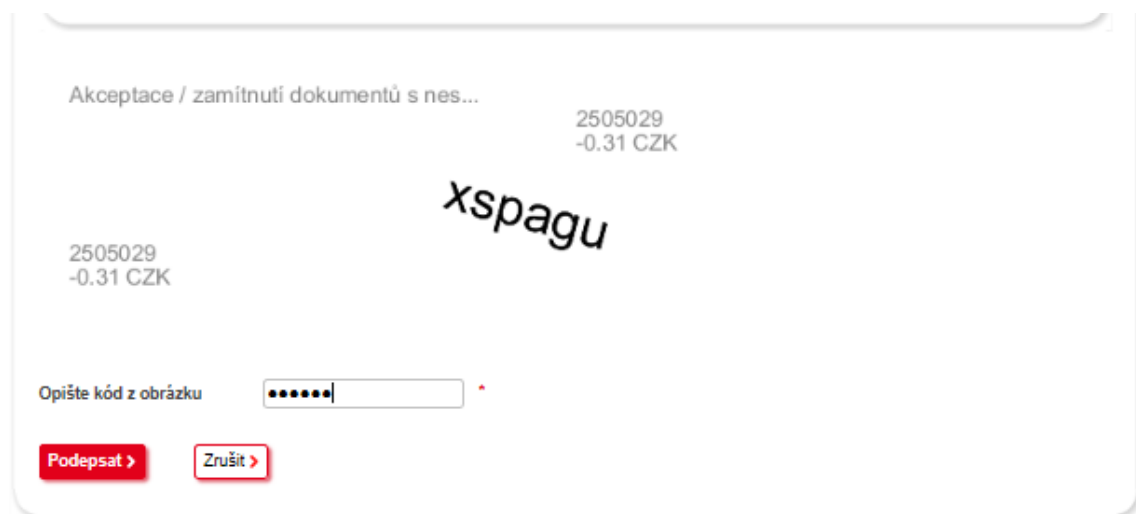 Akceptace / zamítnutí dokumentů s nes...
2505029
-0.31 CZK
xspagu
2505029
-0.31 CZK
Opište kód z obrázku
*
Podepsat >
Zrušit >